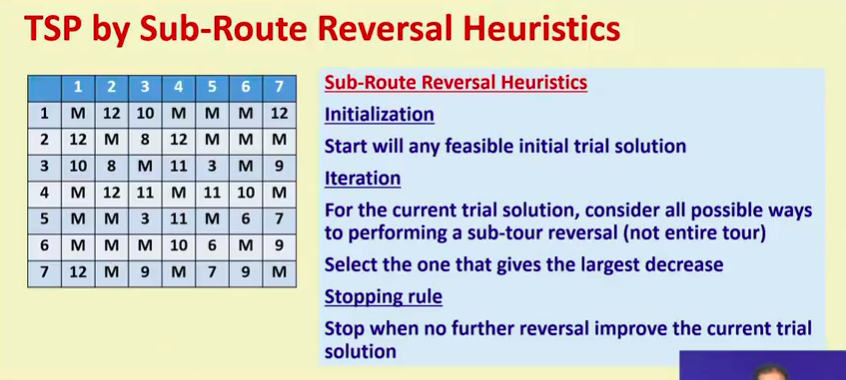 TSP by Sub-Route Reversal Heuristics
1 2 3 4 5 6 7
1 M 12 10 M M M 12
2 12 M 8 12 M M M
3 10 8 M 11 3 M 9
4 M 12 11 M 11 10 M
5 M M 3 11 M 6 7
6 M M M 10 6 M 9
7 12 M 9 M 7 9 M
Sub-Route Reversal Heuristics
Initialization
Start will any feasible initial trial solution
Iteration
For the current trial solution, consider all possible ways
to performing a sub-tour reversal (not entire tour)
Select the one that gives the largest decrease
Stopping rule
Stop when no further reversal improve the current trial
solution